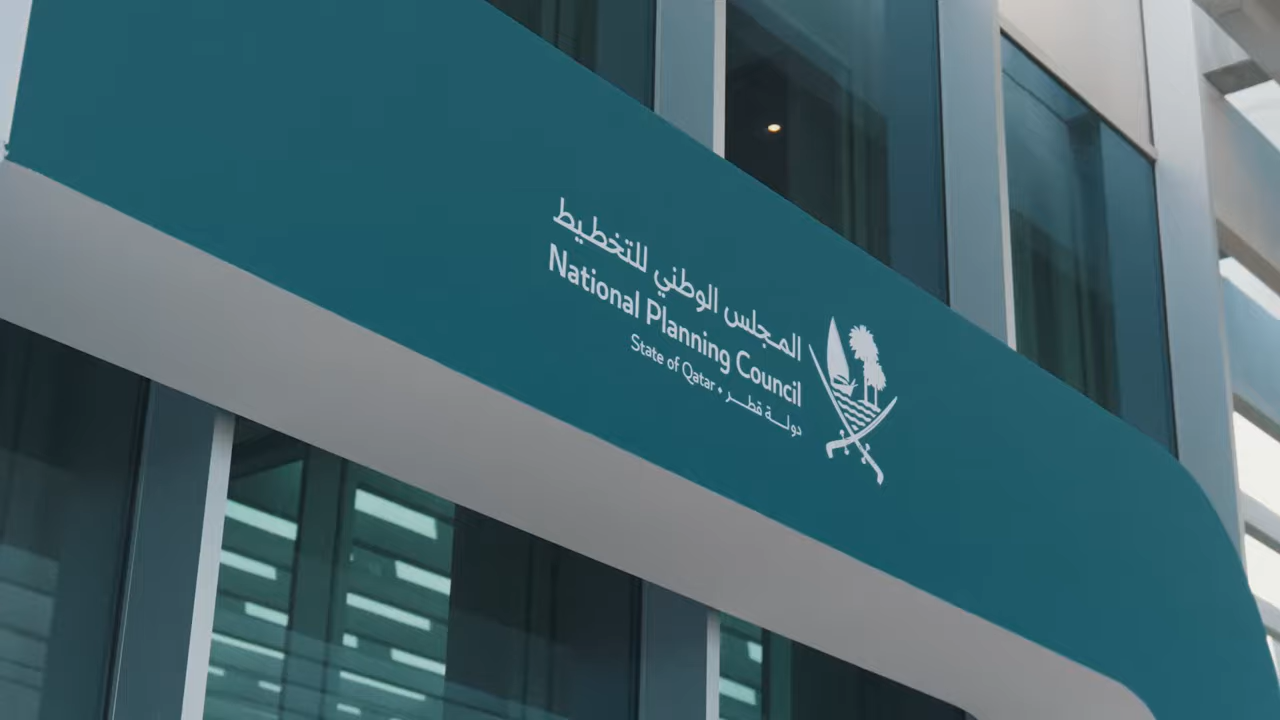 المجلس الوطني للتخطيط
National Planning Council
State of Qatar • دولة قطر